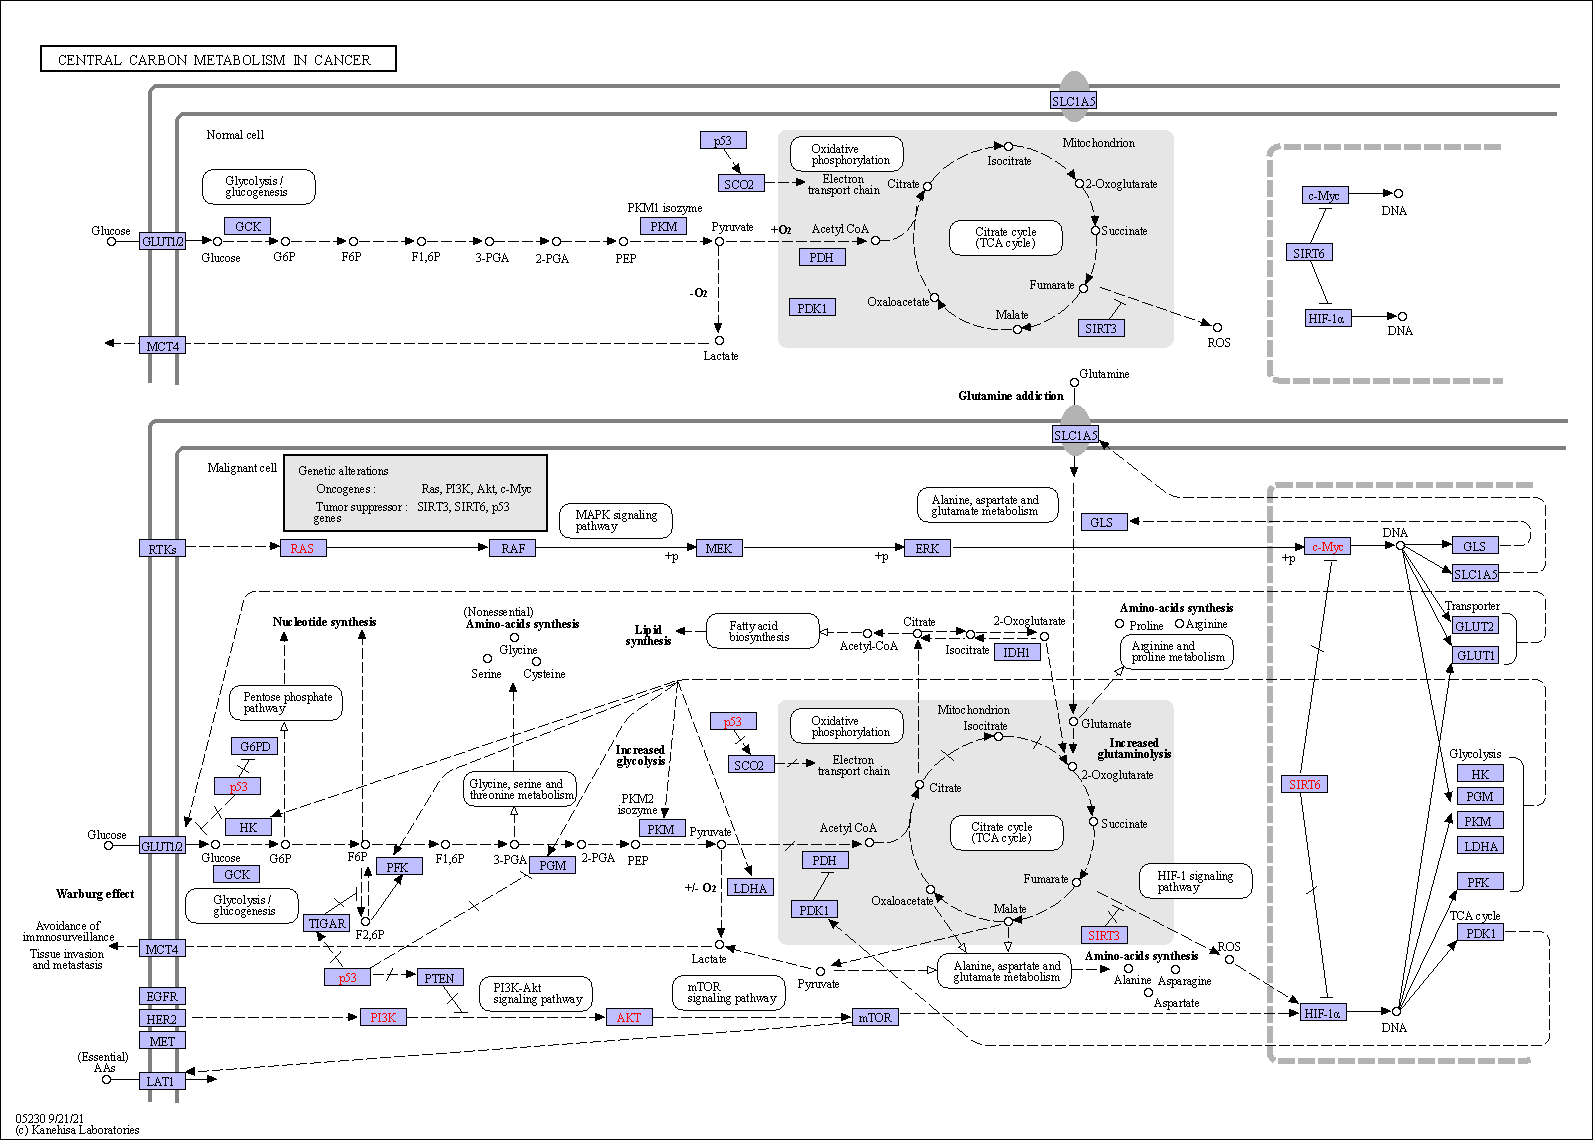 CENTRAL CARBON METABOLISM IN CANCER
SLC1A5
Normal cell
p53
Oxidative
phosphorylation
Mitochondrion
Isocitrate
Glycolysis /
glucogenesis
SCO2
Electron
transport chain
Citrate
2-Oxoglutarate
c-Myc
DNA
PKM1 isozyme
GCK
PKM
Pyruvate
+O2
Acetyl CoA
Citrate cycle
(TCA cycle)
Succinate
Glucose
GLUT1/2
Glucose
G6P
F6P
F1,6P
3-PGA
2-PGA
PEP
PDH
SIRT6
-O2
PDK1
Oxaloacetate
Fumarate
Malate
SIRT3
HIF-1α
DNA
ROS
MCT4
Lactate
Glutamine
Glutamine addiction
SLC1A5
Malignant cell
Genetic alterations
Oncogenes : Ras, PI3K, Akt, c-Myc
Tumor suppressor : SIRT3, SIRT6, p53
genes
MAPK signaling
pathway
Alanine, aspartate and
glutamate metabolism
GLS
RTKs
RAS
RAF
+p
MEK
+p
ERK
+p
c-Myc
DNA
GLS
SLC1A5
Transporter
GLUT2
GLUT1
Nucleotide synthesis
(Nonessential)
Amino-acids synthesis
Glycine
Serine
Cysteine
Lipid
synthesis
Fatty acid
biosynthesis
Acetyl-CoA
Citrate
Isocitrate
2-Oxoglutarate
IDH1
Amino-acids synthesis
Proline
Arginine
Arginine and
proline metabolism
Pentose phosphate
pathway
G6PD
p53
HK
Increased
glycolysis
p53
SCO2
Oxidative
phosphorylation
Electron
transport chain
Mitochondrion
Isocitrate
Glutamate
Increased
glutaminolysis
2-Oxoglutarate
Citrate
Glycine, serine and
threonine metabolism
PKM2
isozyme
PKM
Pyruvate
Acetyl CoA
Citrate cycle
(TCA cycle)
Succinate
SIRT6
Glycolysis
HK
PGM
PKM
LDHA
PFK
TCA cycle
PDK1
Glucose
GLUT1/2
Glucose
GCK
G6P
F6P
PFK
F1,6P
3-PGA
PGM
2-PGA
PEP
+/- O2
LDHA
PDH
PDK1
Oxaloacetate
Fumarate
Malate
SIRT3
HIF-1 signaling
pathway
Warburg effect
Glycolysis /
glucogenesis
TIGAR
F2,6P
Avoidance of
immnosurveillance
Tissue invasion
and metastasis
MCT4
Lactate
Pyruvate
Alanine, aspartate and
glutamate metabolism
Amino-acids synthesis
Alanine
Asparagine
Aspartate
ROS
p53
PTEN
PI3K-Akt
signaling pathway
mTOR
signaling pathway
EGFR
HER2
MET
PI3K
AKT
mTOR
HIF-1α
DNA
(Essential)
AAs
LAT1
05230 9/21/21
(c) Kanehisa Laboratories